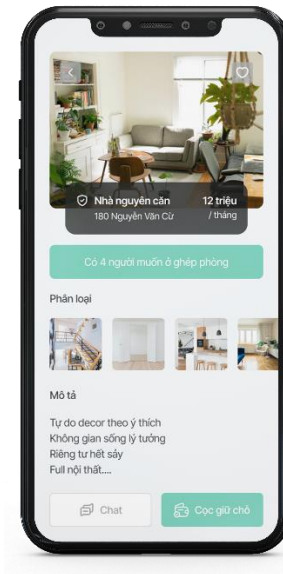 Nhà nguyên căn 12 triệu
180 Nguyễn Văn Cừ / tháng
Có 4 người muốn ở ghép phòng
Phân loại
Mô tả
Tự do decor theo ý thích
Không gian sống lý tưởng
Riêng tư hết sảy
Full nội thất....
Chat
Cọc giữ chỗ